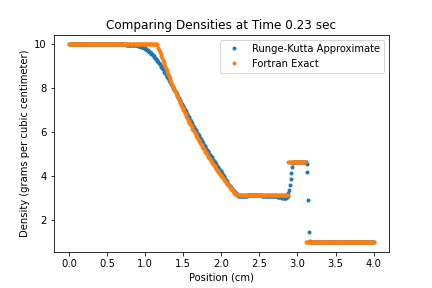 Comparing Densities at Time 0.23 sec
Density (grams per cubic centimeter)
10
8
6
4
2
Runge-Kutta Approximate
Fortran Exact
0.0 0.5 1.0 1.5 2.0 2.5 3.0 3.5 4.0
Position (cm)